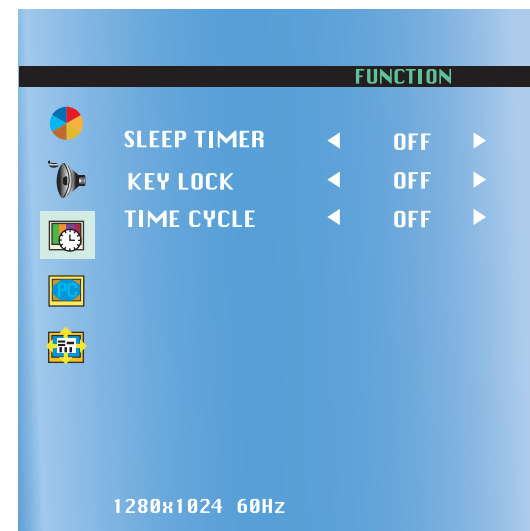 FUNCTION
SLEEP TIMER OFF
KEY LOCK OFF
TIME CYCLE OFF
PC
1280x1024 60Hz